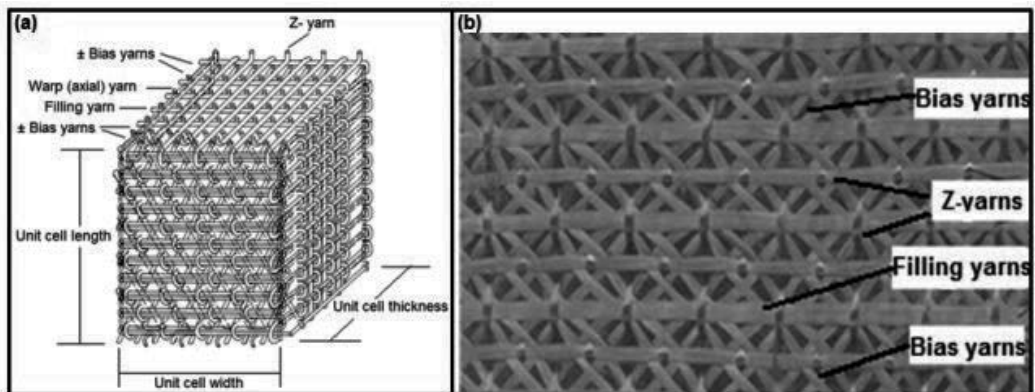 (a)
Z- yarn
± Bias yarns
Warp (axial) yarn
Filling yarn
± Bias yarns
Unit cell length
Unit cell thickness
Unit cell width
(b)
Bias yarns
Z-yarns
Filling yarns
Bias yarns